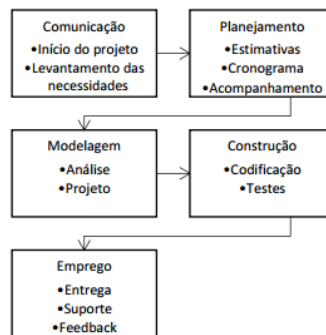 Comunicação
•Início do projeto
•Levantamento das
necessidades
Planejamento
•Estimativas
•Cronograma
•Acompanhamento
Modelagem
•Análise
•Projeto
Construção
•Codificação
•Testes
Emprego
•Entrega
•Suporte
•Feedback